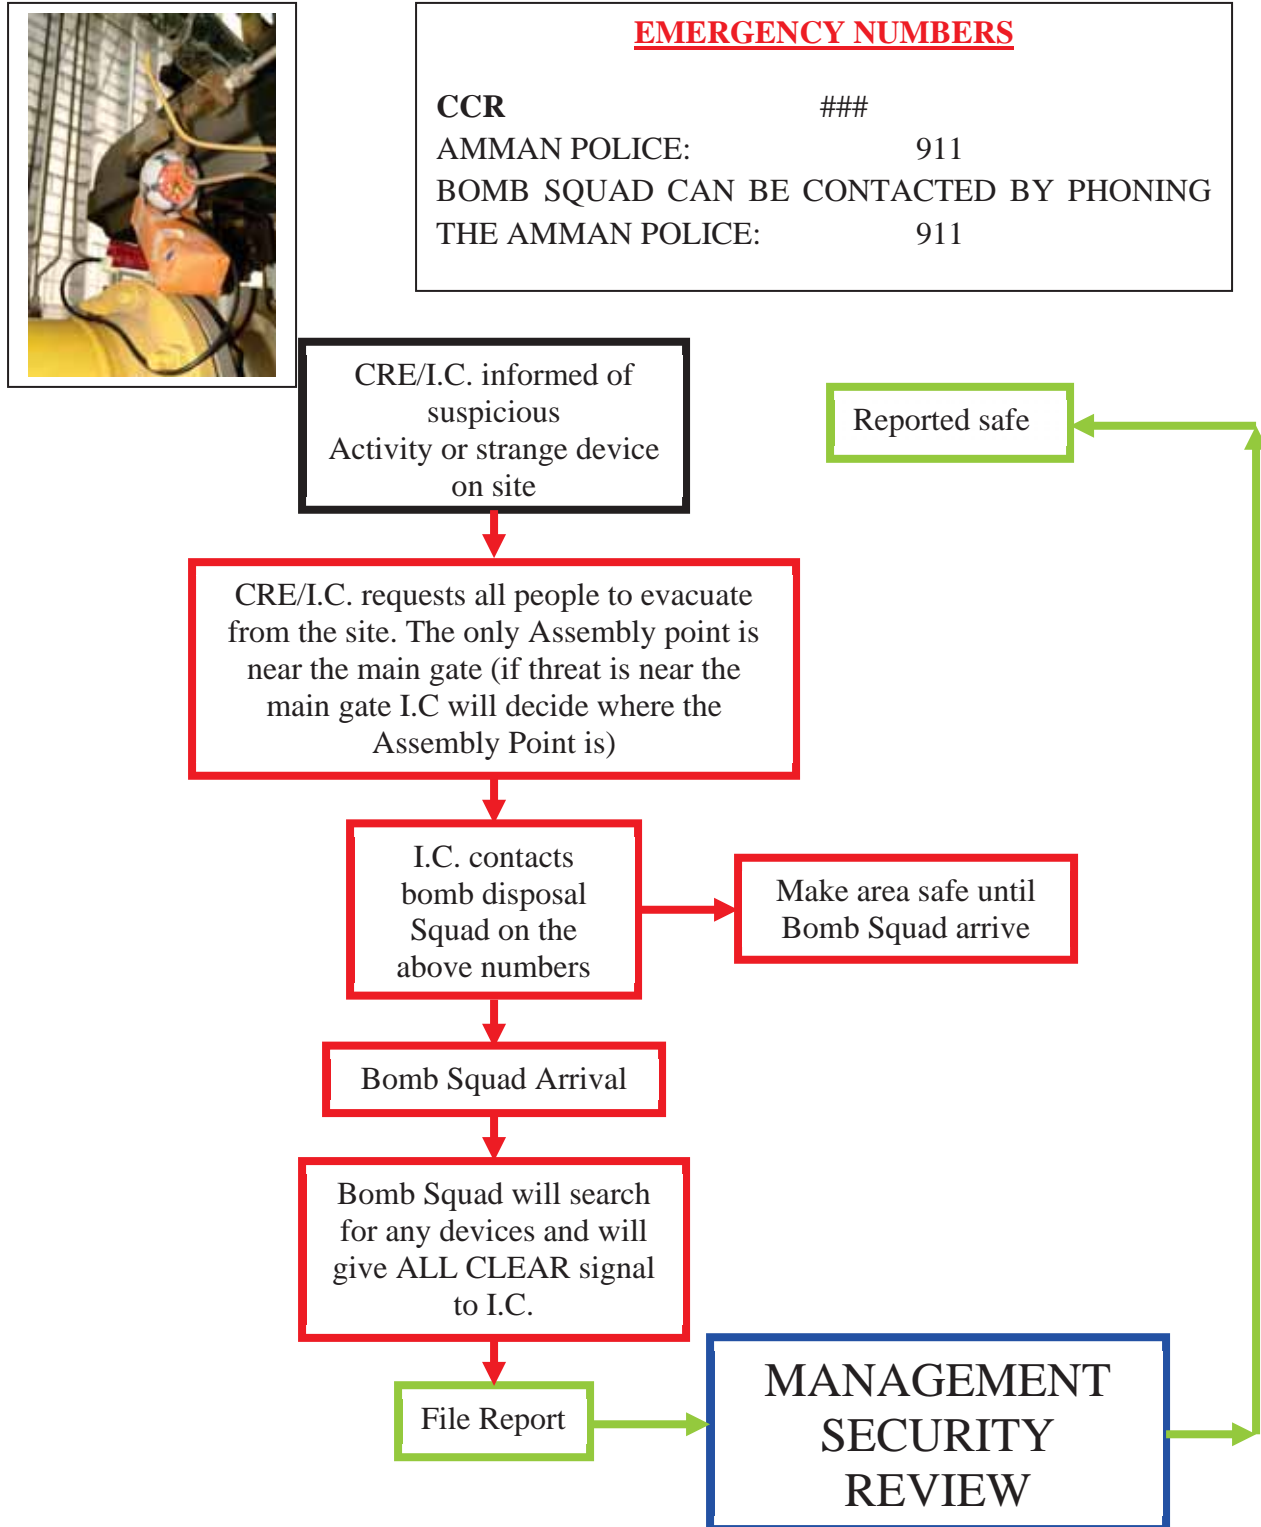 EMERGENCY NUMBERS
CCR ###
AMMAN POLICE: 911
BOMB SQUAD CAN BE CONTACTED BY PHONING
THE AMMAN POLICE: 911
CRE/I.C. informed of
suspicious
Activity or strange device
on site
Reported safe
CRE/I.C. requests all people to evacuate
from the site. The only Assembly point is
near the main gate (if threat is near the
main gate I.C will decide where the
Assembly Point is)
I.C. contacts
bomb disposal
Squad on the
above numbers
Make area safe until
Bomb Squad arrive
Bomb Squad Arrival
Bomb Squad will search
for any devices and will
give ALL CLEAR signal
to I.C.
File Report
MANAGEMENT
SECURITY
REVIEW